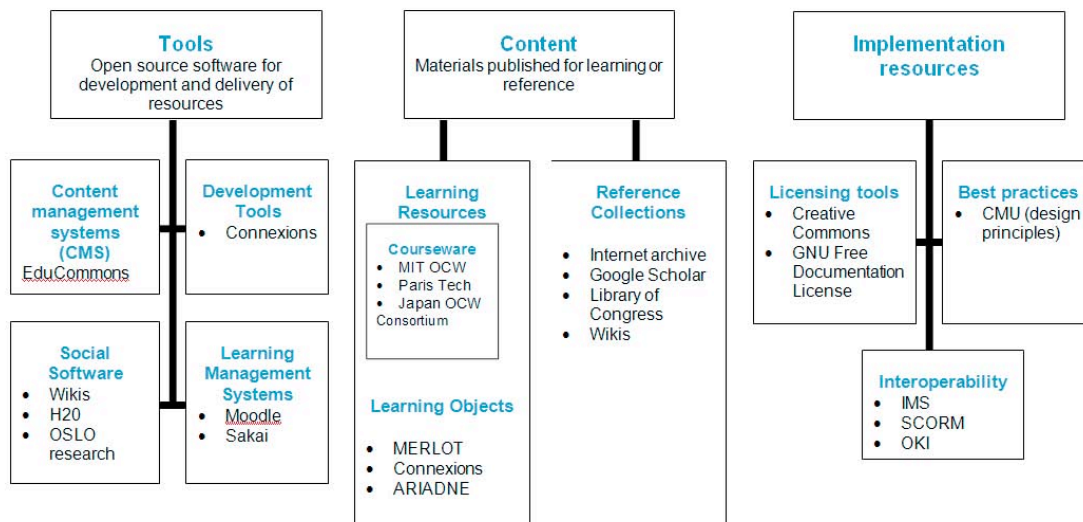 Tools
Open source software for
development and delivery of
resources
Content
management
systems
(CMS)
EduCommons
Development
Tools
• Connexions
Social
Software
• Wikis
• H20
• OSLO
research
Learning
Management
Systems
• Moodle
• Sakai
Content
Materials published for learning or
reference
Learning
Resources
Courseware
• MIT OCW
• Paris Tech
• Japan OCW
Consortium
Learning Objects
• MERLOT
• Connexions
• ARIADNE
Reference
Collections
• Internet archive
• Google Scholar
• Library of
Congress
• Wikis
Implementation
resources
Licensing tools
• Creative
Commons
• GNU Free
Documentation
License
Best practices
• CMU (design
principles)
Interoperability
• IMS
• SCORM
• OKI